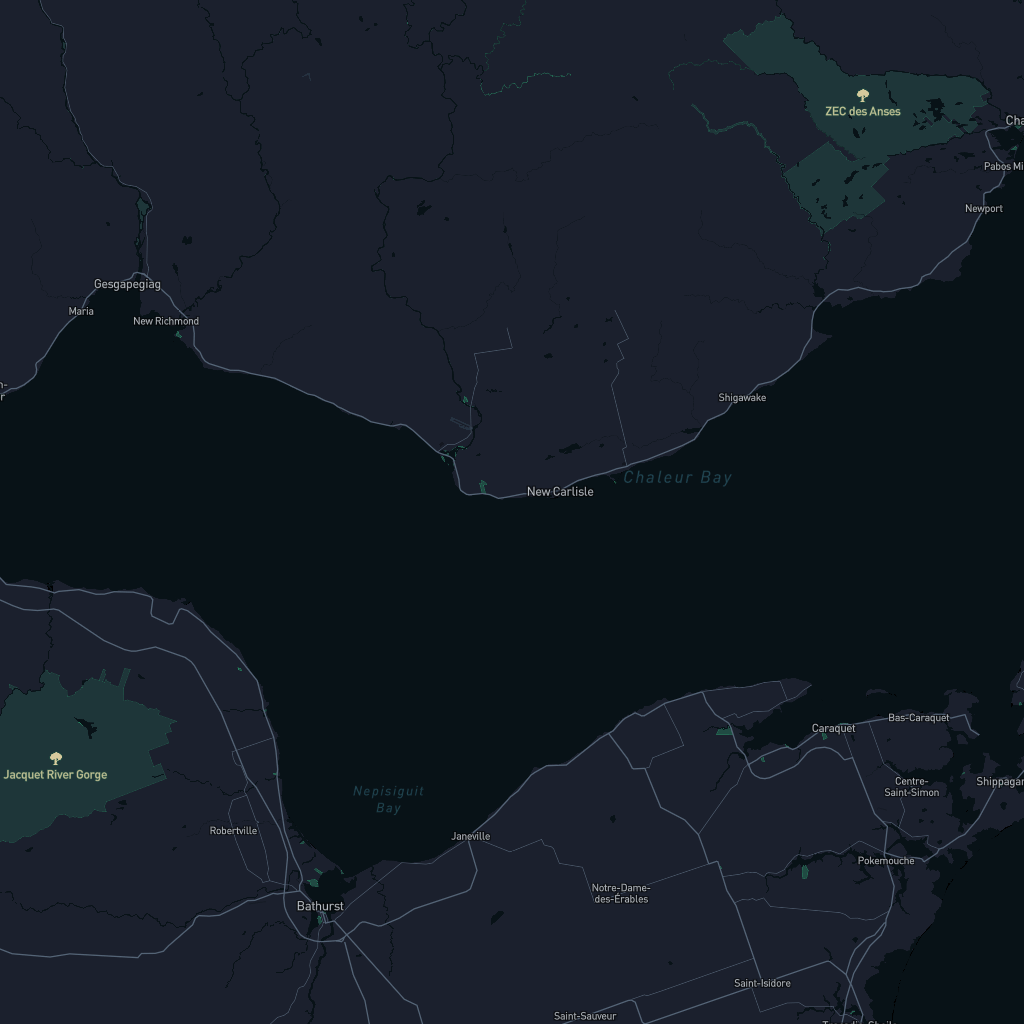 ZEC des Anses
Pabos Mi
Newport
Gesgapegiag
Maria
New Richmond
Shigawake
Chaleur Bay
New Carlisle
Caraquet
Bas-Caraquet
Jacquet River Gorge
Centre-
Saint-Simon
Shippagan
Nepisiguit
Bay
Robertville
Janeville
Pokemouche
Notre-Dame-
des-Érables
Bathurst
Saint-Isidore
Saint-Sauveur